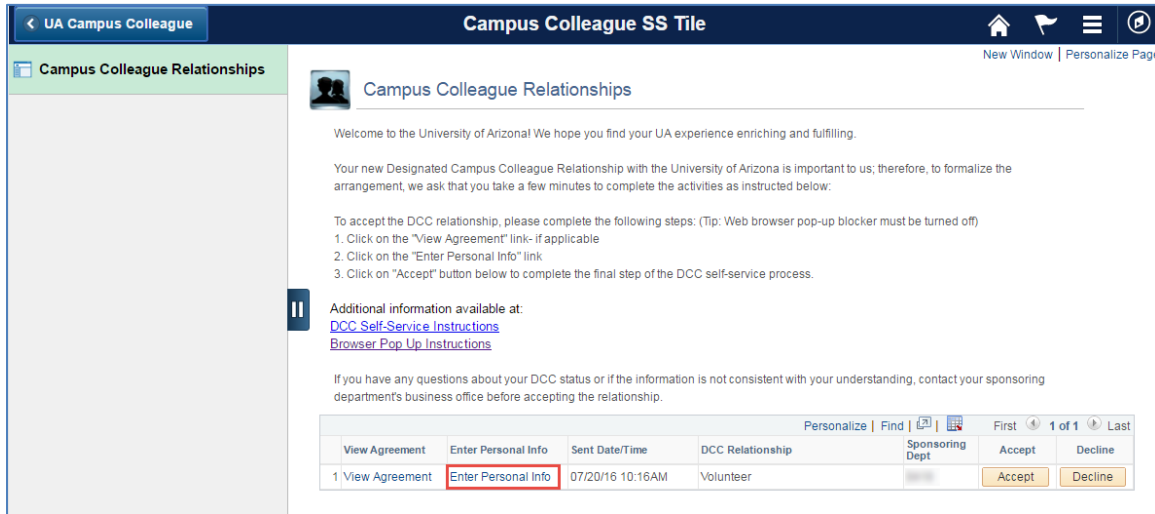 UA Campus Colleague
Campus Colleague SS Tile
New Window | Personalize Page
Campus Colleague Relationships
Campus Colleague Relationships
Welcome to the University of Arizona! We hope you find your UA experience enriching and fulfilling.
Your new Designated Campus Colleague Relationship with the University of Arizona is important to us; therefore, to formalize the
arrangement, we ask that you take a few minutes to complete the activities as instructed below:
To accept the DCC relationship, please complete the following steps: (Tip: Web browser pop-up blocker must be turned off)
1. Click on the "View Agreement" link- if applicable
2. Click on the "Enter Personal Info" link
3. Click on "Accept" button below to complete the final step of the DCC self-service process.
Additional information available at:
DCC Self-Service Instructions
Browser Pop Up Instructions
If you have any questions about your DCC status or if the information is not consistent with your understanding, contact your sponsoring
department's business office before accepting the relationship.
Personalize | Find | | First 1 of 1 Last
View Agreement Enter Personal Info Sent Date/Time DCC Relationship Sponsoring Dept Accept Decline
1 View Agreement Enter Personal Info 07/20/16 10:16AM Volunteer Accept Decline